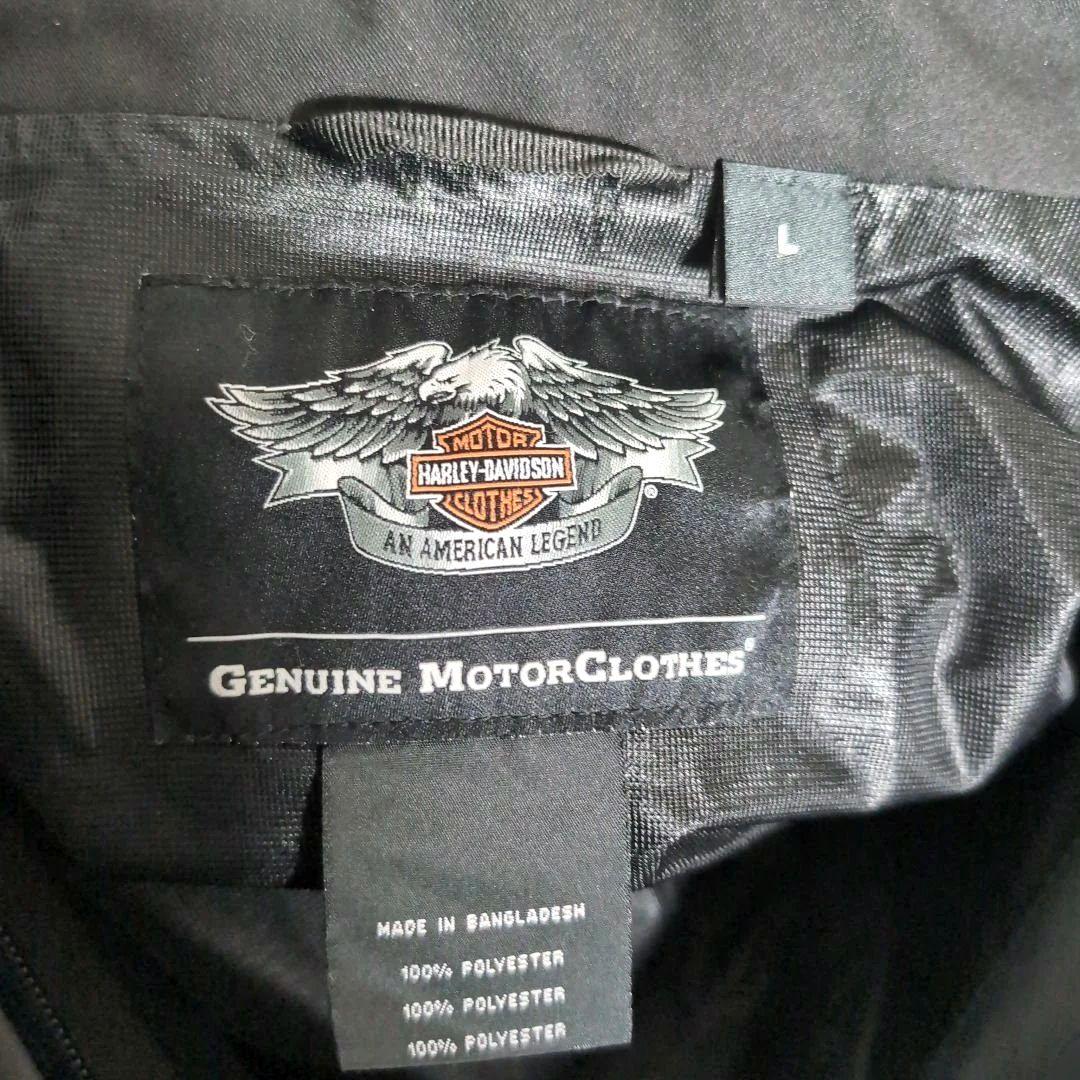 L
MOTOR
HARLEY-DAVIDSON
CLOTHES
®
AN AMERICAN LEGEND
GENUINE MOTORCLOTHES®
MADE IN BANGLADESH
100% POLYESTER
100% POLYESTER
100% POLYESTER